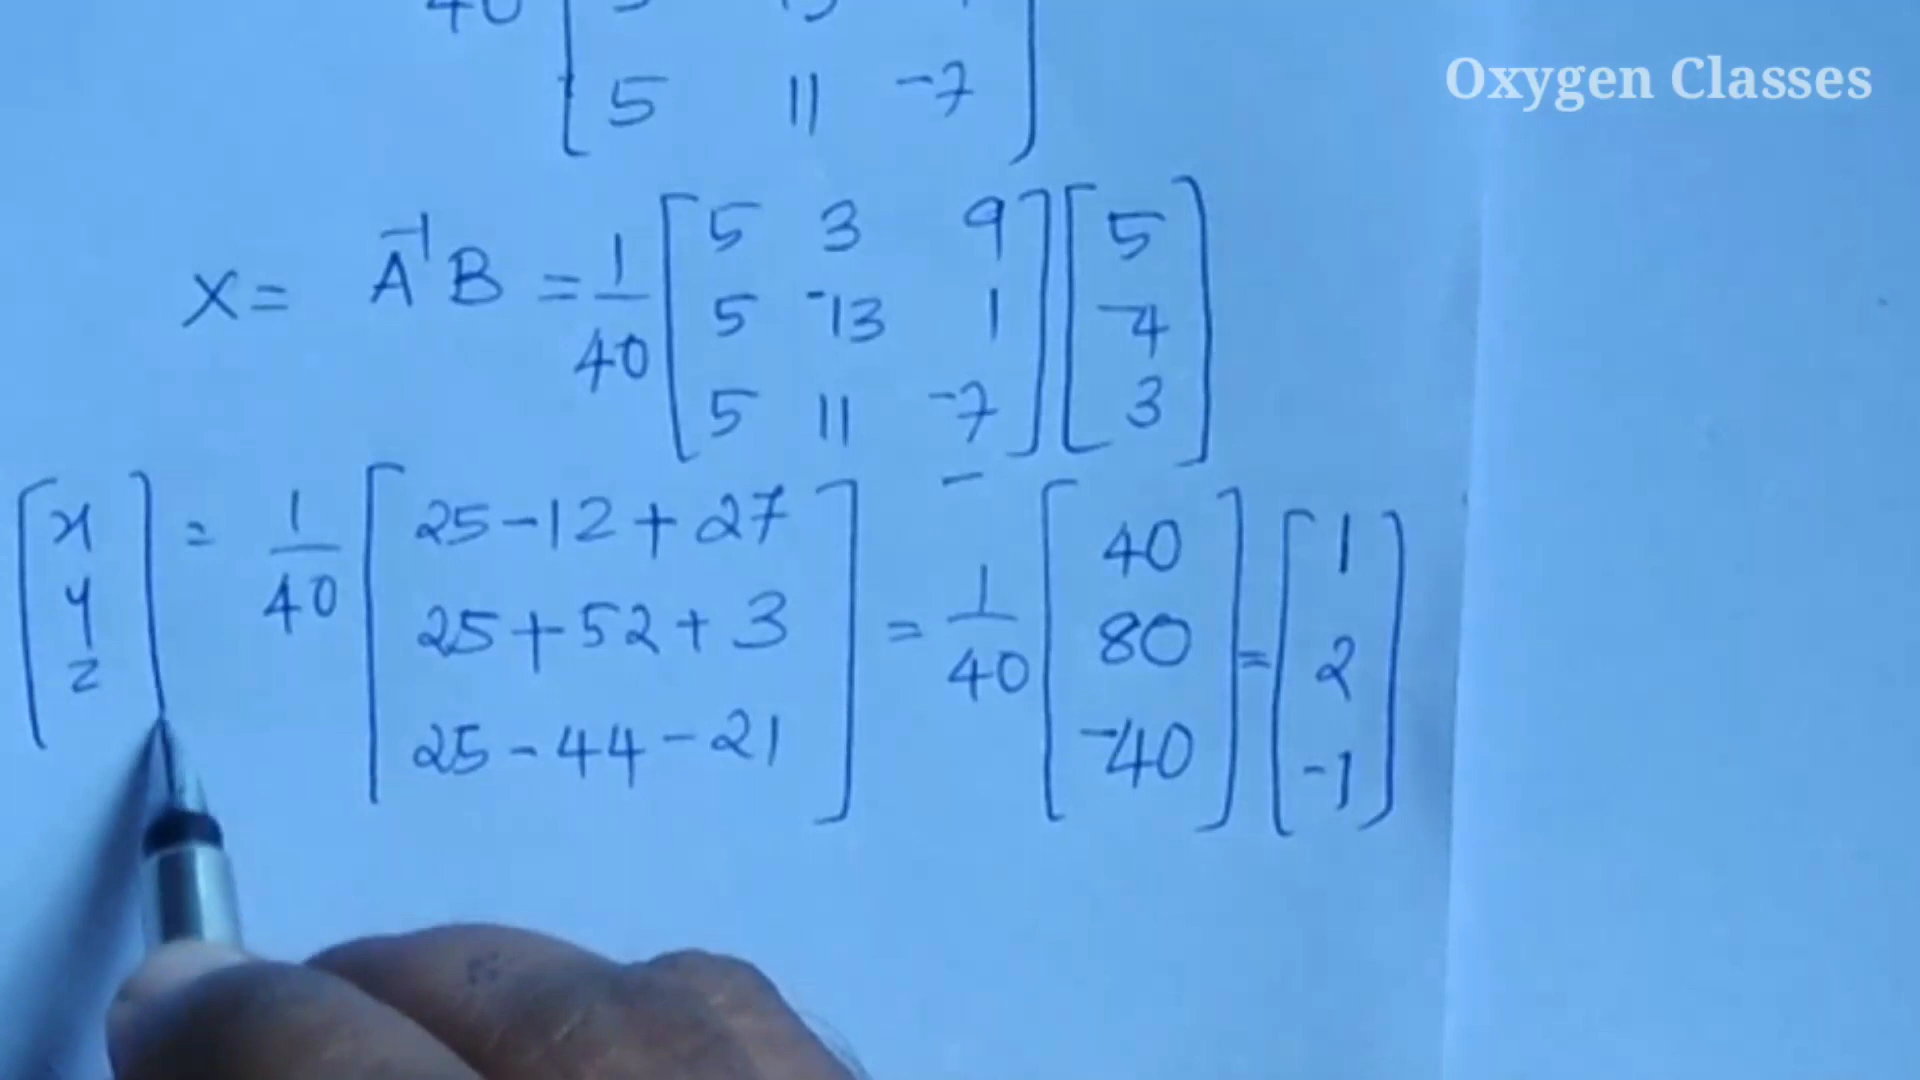 Oxygen Classes
40
5 11 -7
X = A⁻¹B = 1/40 [5 3 9; 5 -13 1; 5 11 -7] [5; -4; 3]
[x; y; z] = 1/40 [25-12+27; 25+52+3; 25-44-21] = 1/40 [40; 80; -40] = [1; 2; -1]